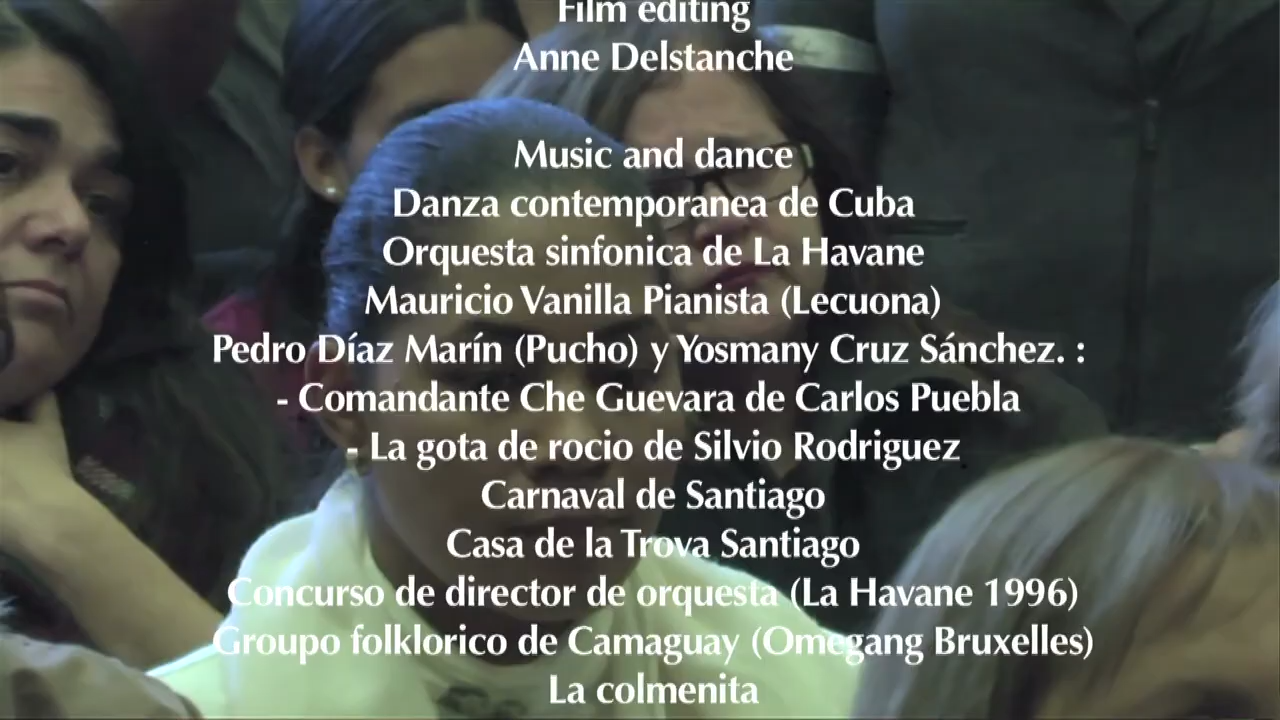 Film editing
Anne Delstanche
Music and dance
Danza contemporanea de Cuba
Orquesta sinfonica de La Havane
Mauricio Vanilla Pianista (Lecuona)
Pedro Díaz Marín (Pucho) y Yosmany Cruz Sánchez. :
- Comandante Che Guevara de Carlos Puebla
- La gota de rocio de Silvio Rodriguez
Carnaval de Santiago
Casa de la Trova Santiago
Concurso de director de orquesta (La Havane 1996)
Groupo folklorico de Camaguay (Omegang Bruxelles)
La colmenita